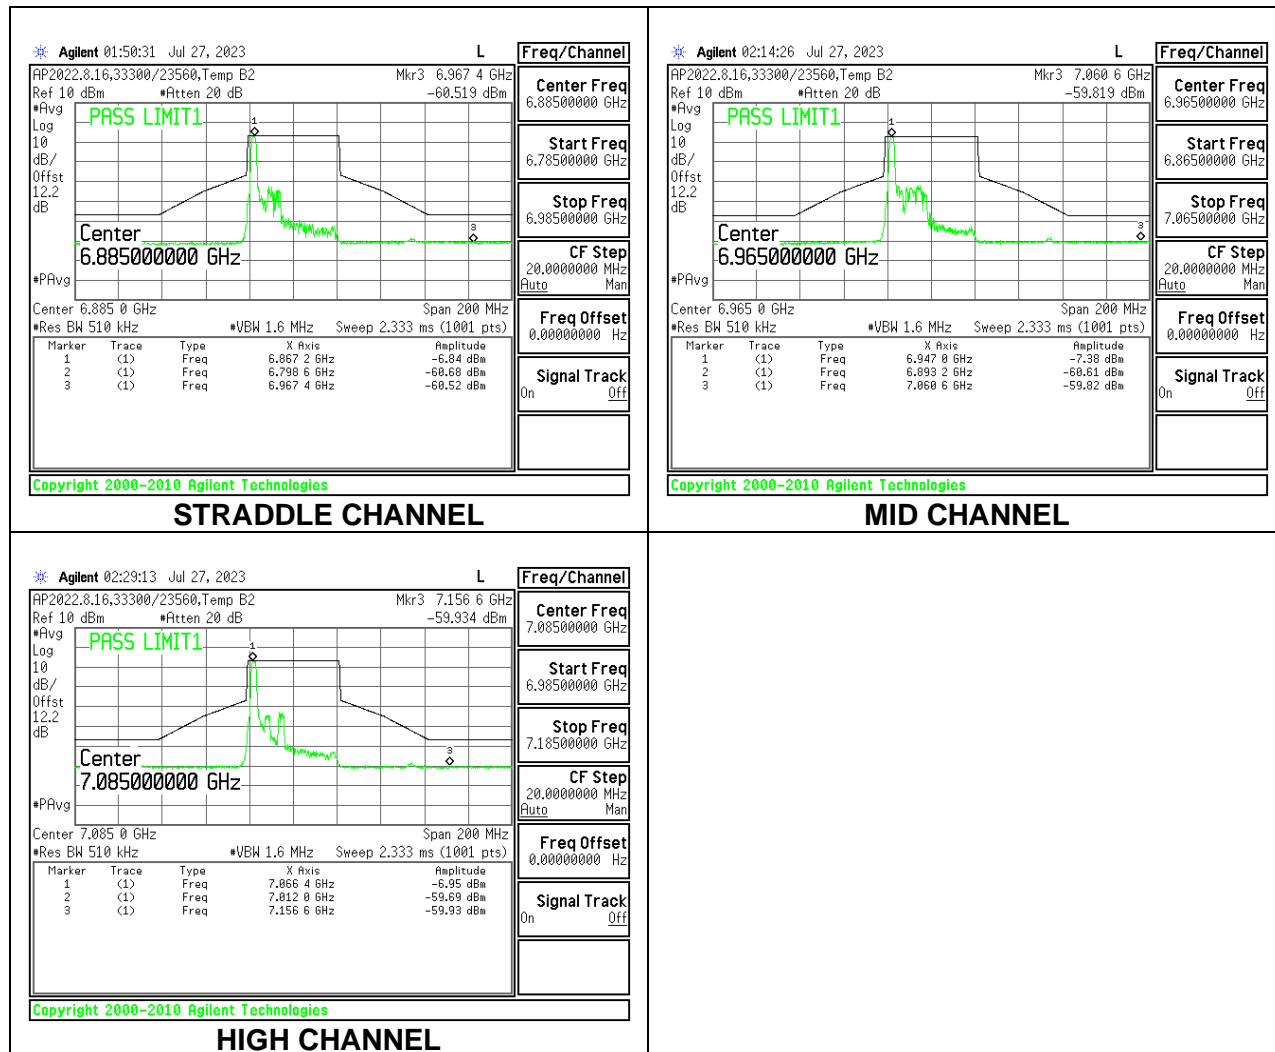 Agilent 01:50:31 Jul 27, 2023 L Freq/Channel
AP2022.8.16,33300/23560,Temp B2 Mkr3 6.967 4 GHz
Ref 10 dBm #Atten 20 dB -60.519 dBm
#Avg
Log
10
dB/
Offst
12.2
dB
#PAvg
PASS LIMIT1
1
3
Center
6.885000000 GHz
Center 6.885 0 GHz Span 200 MHz
#Res BW 510 kHz #VBW 1.6 MHz Sweep 2.333 ms (1001 pts)
Marker Trace Type X Axis Amplitude
1 (1) Freq 6.867 2 GHz -6.84 dBm
2 (1) Freq 6.798 6 GHz -60.68 dBm
3 (1) Freq 6.967 4 GHz -60.52 dBm
Center Freq
6.88500000 GHz
Start Freq
6.78500000 GHz
Stop Freq
6.98500000 GHz
CF Step
20.0000000 MHz
Auto Man
Freq Offset
0.00000000 Hz
Signal Track
On Off
Copyright 2000-2010 Agilent Technologies
STRADDLE CHANNEL
Agilent 02:14:26 Jul 27, 2023 L Freq/Channel
AP2022.8.16,33300/23560,Temp B2 Mkr3 7.060 6 GHz
Ref 10 dBm #Atten 20 dB -59.819 dBm
#Avg
Log
10
dB/
Offst
12.2
dB
#PAvg
PASS LIMIT1
1
3
Center
6.965000000 GHz
Center 6.965 0 GHz Span 200 MHz
#Res BW 510 kHz #VBW 1.6 MHz Sweep 2.333 ms (1001 pts)
Marker Trace Type X Axis Amplitude
1 (1) Freq 6.947 0 GHz -7.38 dBm
2 (1) Freq 6.893 2 GHz -60.61 dBm
3 (1) Freq 7.060 6 GHz -59.82 dBm
Center Freq
6.96500000 GHz
Start Freq
6.86500000 GHz
Stop Freq
7.06500000 GHz
CF Step
20.0000000 MHz
Auto Man
Freq Offset
0.00000000 Hz
Signal Track
On Off
Copyright 2000-2010 Agilent Technologies
MID CHANNEL
Agilent 02:29:13 Jul 27, 2023 L Freq/Channel
AP2022.8.16,33300/23560,Temp B2 Mkr3 7.156 6 GHz
Ref 10 dBm #Atten 20 dB -59.934 dBm
#Avg
Log
10
dB/
Offst
12.2
dB
#PAvg
PASS LIMIT1
1
3
Center
7.085000000 GHz
Center 7.085 0 GHz Span 200 MHz
#Res BW 510 kHz #VBW 1.6 MHz Sweep 2.333 ms (1001 pts)
Marker Trace Type X Axis Amplitude
1 (1) Freq 7.066 4 GHz -6.95 dBm
2 (1) Freq 7.012 0 GHz -59.69 dBm
3 (1) Freq 7.156 6 GHz -59.93 dBm
Center Freq
7.08500000 GHz
Start Freq
6.98500000 GHz
Stop Freq
7.18500000 GHz
CF Step
20.0000000 MHz
Auto Man
Freq Offset
0.00000000 Hz
Signal Track
On Off
Copyright 2000-2010 Agilent Technologies
HIGH CHANNEL